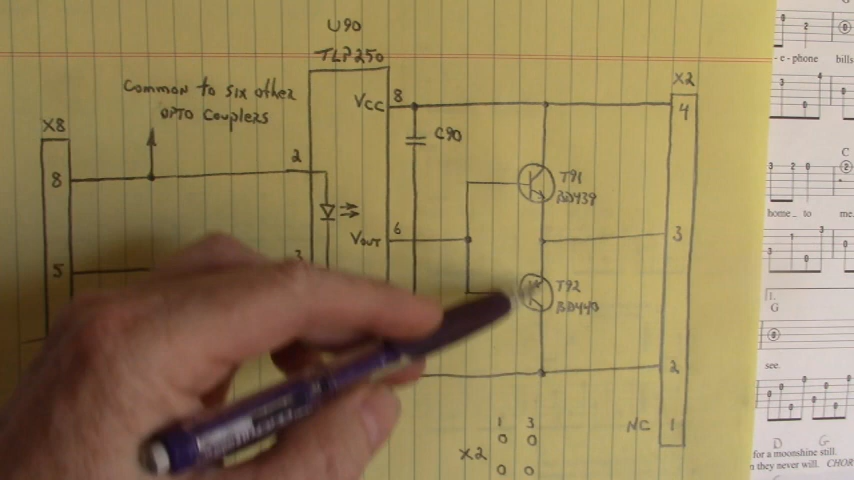 U90
TLP250
Common to six other
OPTO Couplers
X8
8
5
2
3
Vcc 8
C90
Vout 6
T91
BD439
T92
BD440
X2
4
3
2
NC 1
1 3
X2
- e - phone bills
C
home - to me
1.
G
see.
D G
for a moonshine still.
n they never will. CHOR